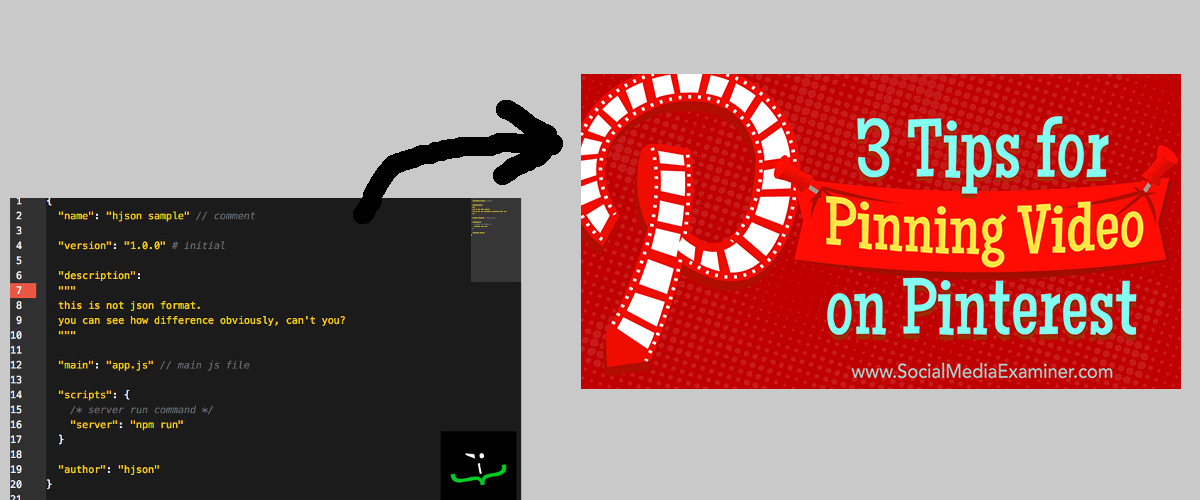 1 {
2 "name": "hjson sample" // comment
3
4 "version": "1.0.0" # initial
5
6 "description":
7 """
8 this is not json format.
9 you can see how difference obviously, can't you?
10 """
11
12 "main": "app.js" // main js file
13
14 "scripts": {
15 /* server run command */
16 "server": "npm run"
17 }
18
19 "author": "hjson"
20 }
21
3 Tips for
Pinning Video
on Pinterest
www.SocialMediaExaminer.com